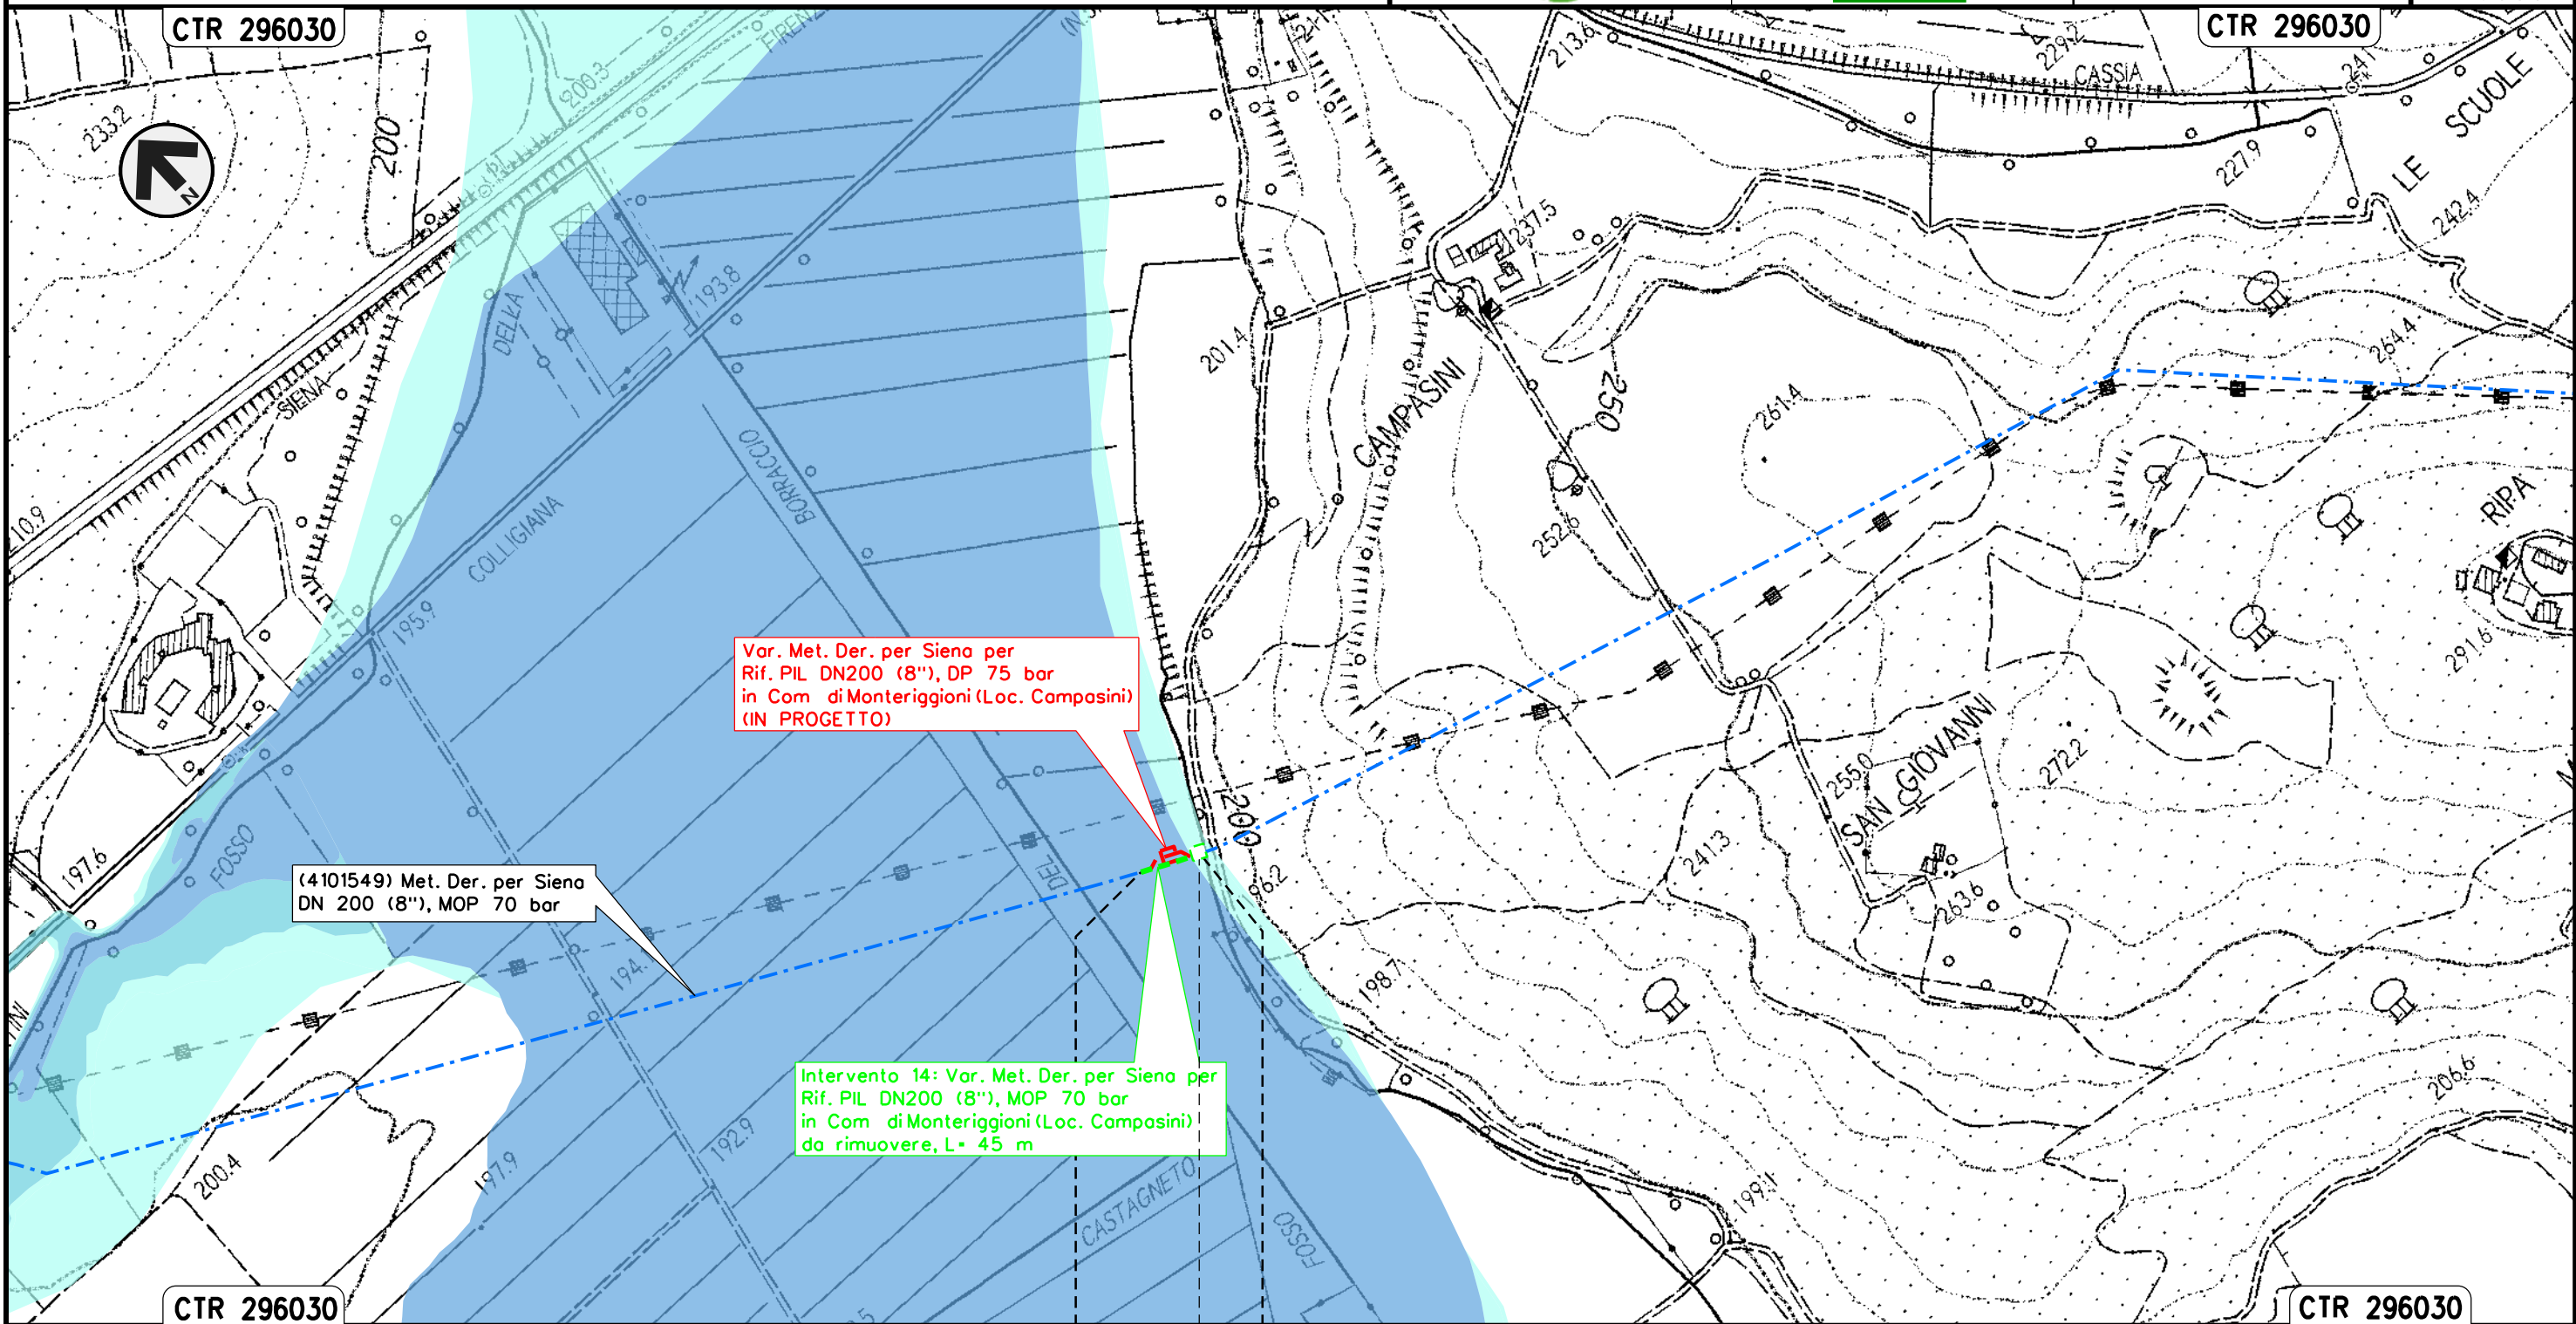 CTR 296030
CTR 296030
233.2
200
200.3
213.6
229.2
CASSIA
LE SCUOLE
227.9
242.4
N
237.5
193.8
DELLA
SIENA
201.4
CAMPASINI
250
261.4
264.4
BORRACCIO
COLLIGIANA
110.9
252.6
RIPA
291.6
195.9
Var. Met. Der. per Siena per
Rif. PIL DN200 (8"), DP 75 bar
in Com di Monteriggioni (Loc. Campasini)
(IN PROGETTO)
200
SAN GIOVANNI
255.0
272.2
241.3
263.6
197.6
FOSSO
(4101549) Met. Der. per Siena
DN 200 (8"), MOP 70 bar
DEL
96.2
198.7
194.
Intervento 14: Var. Met. Der. per Siena per
Rif. PIL DN200 (8"), MOP 70 bar
in Com di Monteriggioni (Loc. Campasini)
da rimuovere, L= 45 m
206.6
192.9
200.4
197.9
CASTAGNETO
FOSSO
199.1
CTR 296030
CTR 296030